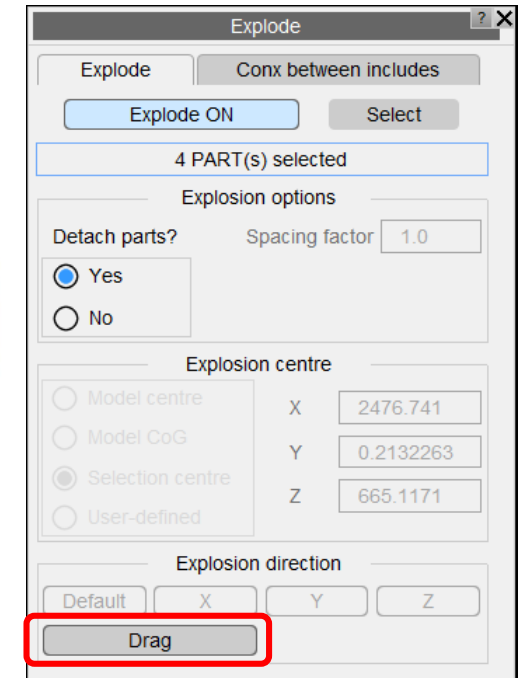 Explode ? X
Explode Conx between includes
Explode ON Select
4 PART(s) selected
Explosion options
Detach parts? Spacing factor 1.0
Yes
No
Explosion centre
Model centre X 2476.741
Model CoG Y 0.2132263
Selection centre Z 665.1171
User-defined
Explosion direction
Default X Y Z
Drag